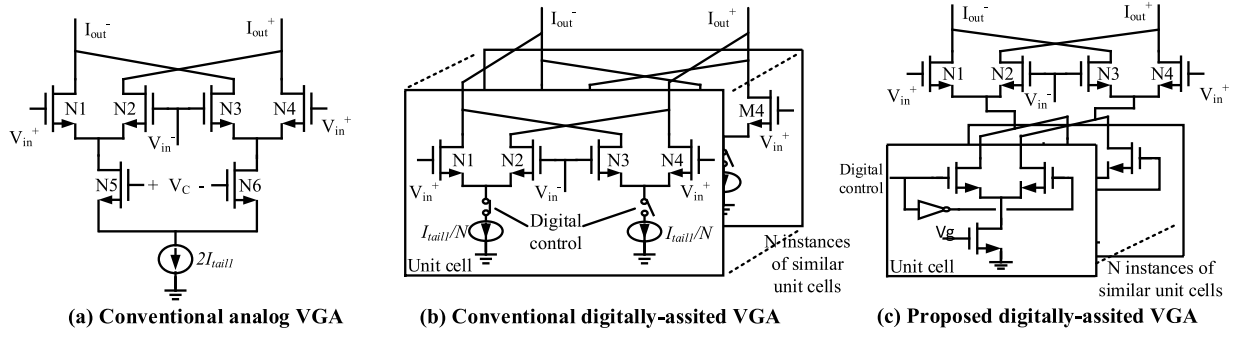 Iout- Iout+
N1 N2 N3 N4
Vin+ Vin- Vin+
N5 + VC - N6
2Itail1
(a) Conventional analog VGA
Iout- Iout+
M4
Vin+
N1 N2 N3 N4
Vin+ Vin- Vin+
Digital
control
Itail1/N Itail1/N
Unit cell
N instances
of similar
unit cells
(b) Conventional digitally-assited VGA
Iout- Iout+
N1 N2 N3 N4
Vin+ Vin- Vin+
Digital
control
Vg
Unit cell
N instances of
similar unit cells
(c) Proposed digitally-assited VGA